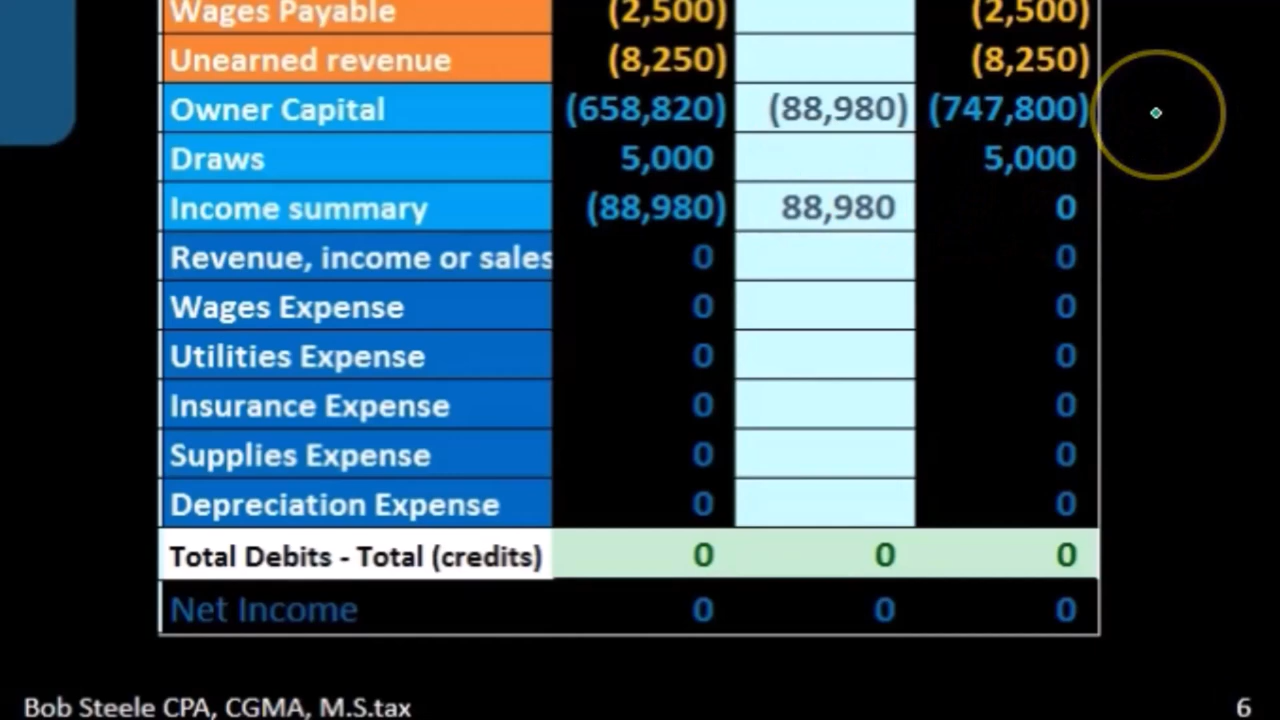 Wages Payable (2,500) (2,500)
Unearned revenue (8,250) (8,250)
Owner Capital (658,820) (88,980) (747,800)
Draws 5,000 5,000
Income summary (88,980) 88,980 0
Revenue, income or sales 0 0
Wages Expense 0 0
Utilities Expense 0 0
Insurance Expense 0 0
Supplies Expense 0 0
Depreciation Expense 0 0
Total Debits - Total (credits) 0 0 0
Net Income 0 0 0
Bob Steele CPA, CGMA, M.S.tax 6